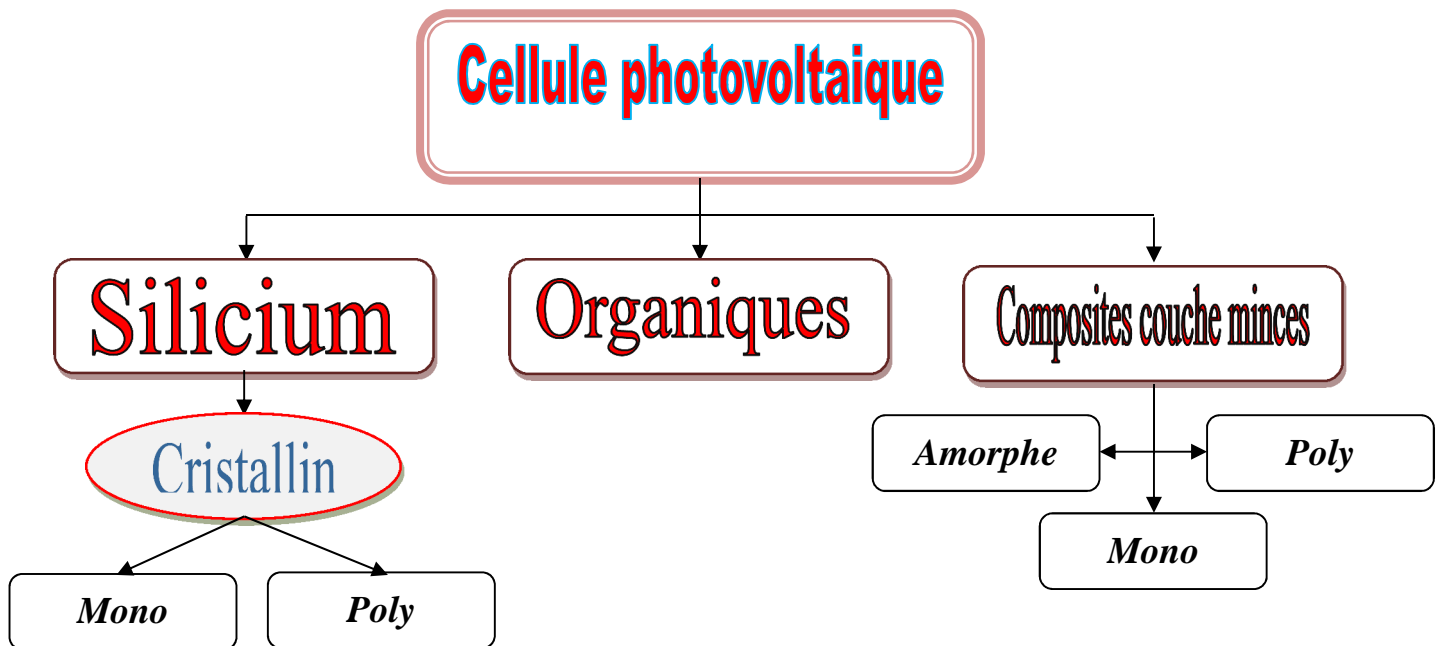 Cellule photovoltaique
Silicium
Organiques
Composites couche minces
Cristallin
Amorphe
Poly
Mono
Mono
Poly